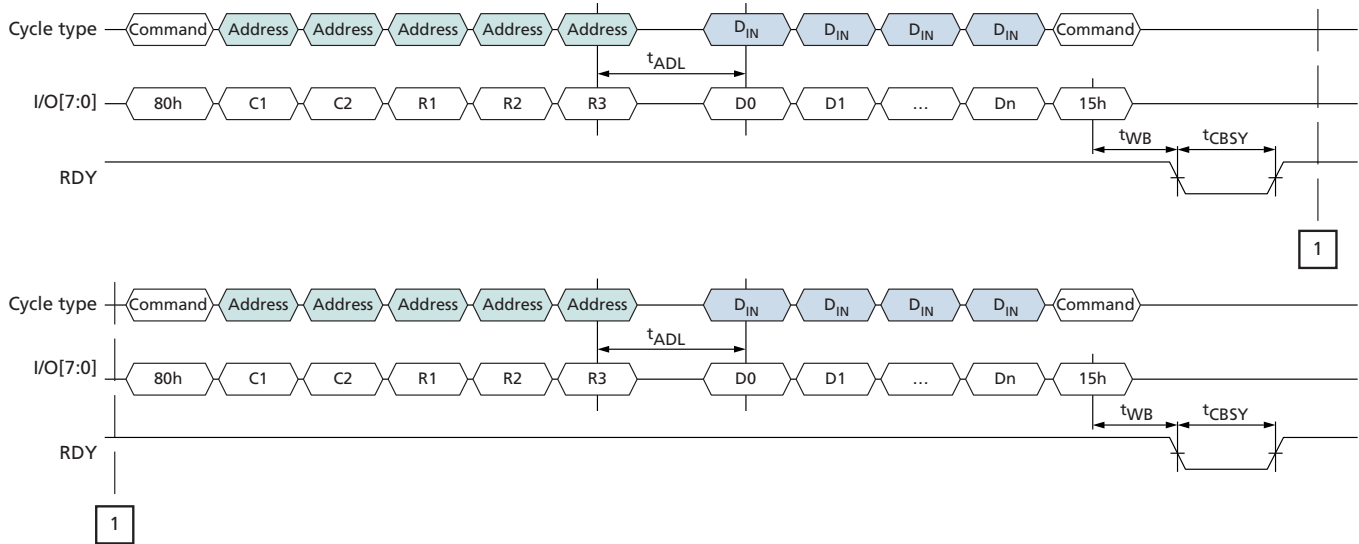 Cycle type Command Address Address Address Address Address DIN DIN DIN DIN Command
tADL
I/O[7:0] 80h C1 C2 R1 R2 R3 D0 D1 … Dn 15h
tWB tCBSY
RDY
1
Cycle type Command Address Address Address Address Address DIN DIN DIN DIN Command
tADL
I/O[7:0] 80h C1 C2 R1 R2 R3 D0 D1 … Dn 15h
tWB tCBSY
RDY
1